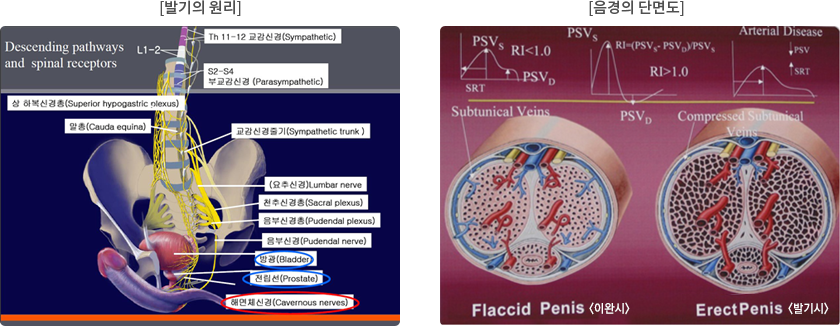 [발기의 원리]
Descending pathways
and spinal receptors
L1-2
Th 11-12 교감신경(Sympathetic)
S2-S4
부교감신경 (Parasympathetic)
상 하복신경총(Superior hypogastric plexus)
말총(Cauda equina)
교감신경줄기(Sympathetic trunk )
(요추신경)Lumbar nerve
천추신경총(Sacral plexus)
음부신경총(Pudendal plexus)
음부신경(Pudendal nerve)
방광(Bladder)
전립선(Prostate)
해면체신경(Cavernous nerves)
[음경의 단면도]
PSVS
RI<1.0
PSVD
SRT
PSVS
RI=(PSVS- PSVD)/PSVS
RI>1.0
PSVD
Arterial Disease
PSV
SRT
Subtunical Veins
Compressed Subtunical
Veins
Flaccid Penis <이완시>
Erect Penis <발기시>